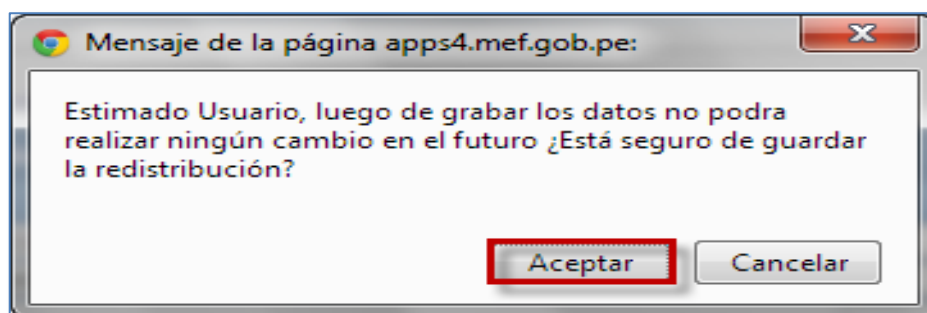 Mensaje de la página apps4.mef.gob.pe:
Estimado Usuario, luego de grabar los datos no podra
realizar ningún cambio en el futuro ¿Está seguro de guardar
la redistribución?
Aceptar Cancelar